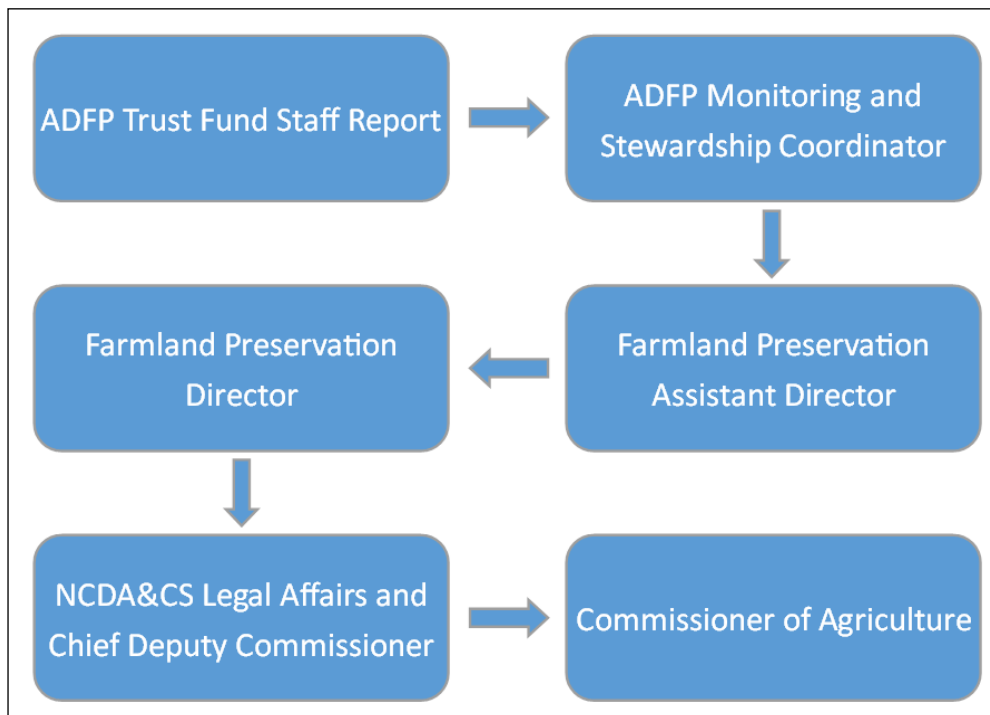 ADFP Trust Fund Staff Report
ADFP Monitoring and
Stewardship Coordinator
Farmland Preservation
Assistant Director
Farmland Preservation
Director
NCDA&CS Legal Affairs and
Chief Deputy Commissioner
Commissioner of Agriculture